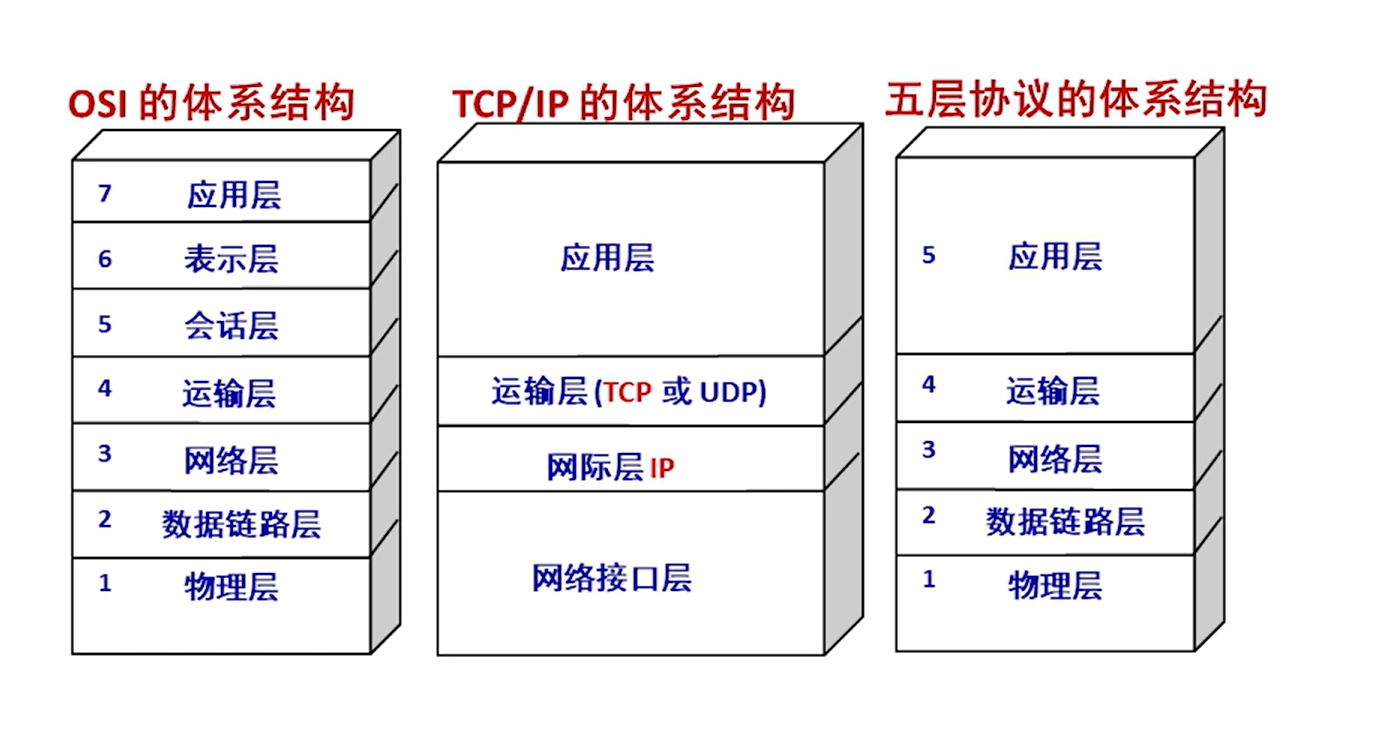 OSI 的体系结构
7 应用层
6 表示层
5 会话层
4 运输层
3 网络层
2 数据链路层
1 物理层
TCP/IP 的体系结构
应用层
运输层 (TCP 或 UDP)
网际层 IP
网络接口层
五层协议的体系结构
5 应用层
4 运输层
3 网络层
2 数据链路层
1 物理层